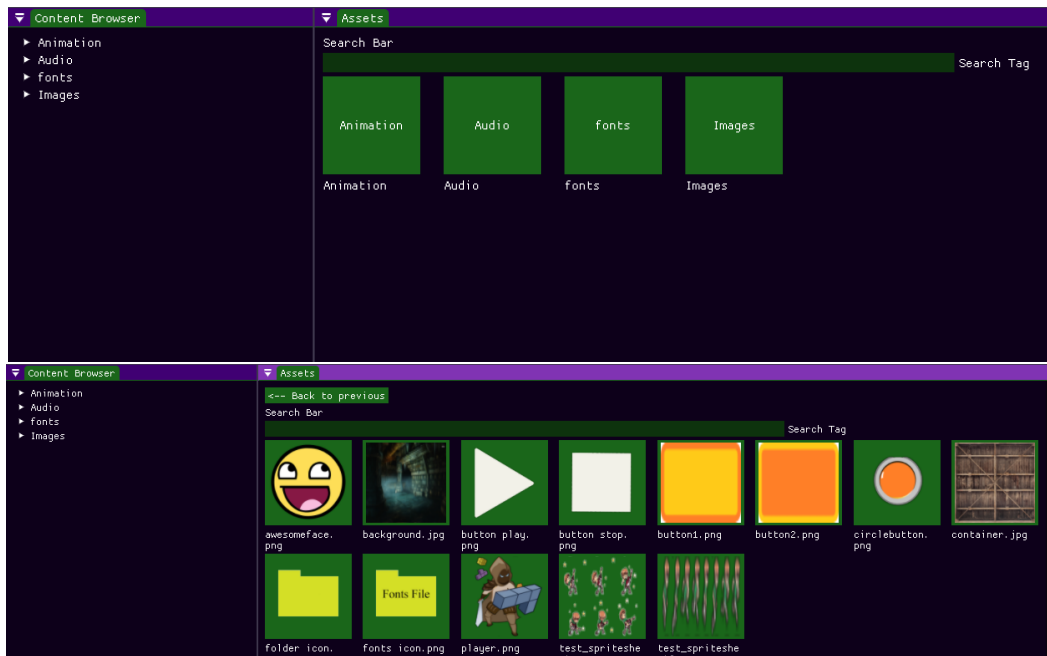 Content Browser
Assets
Animation
Audio
fonts
Images
Search Bar
Search Tag
Animation
Audio
fonts
Images
Animation
Audio
fonts
Images
Content Browser
Assets
Animation
Audio
fonts
Images
<-- Back to previous
Search Bar
Search Tag
awesomeface.
png
background.jpg
button play.
png
button stop.
png
button1.png
button2.png
circlebutton.
png
container.jpg
Fonts File
folder icon.
fonts icon.png
player.png
test_spriteshe
test_spriteshe